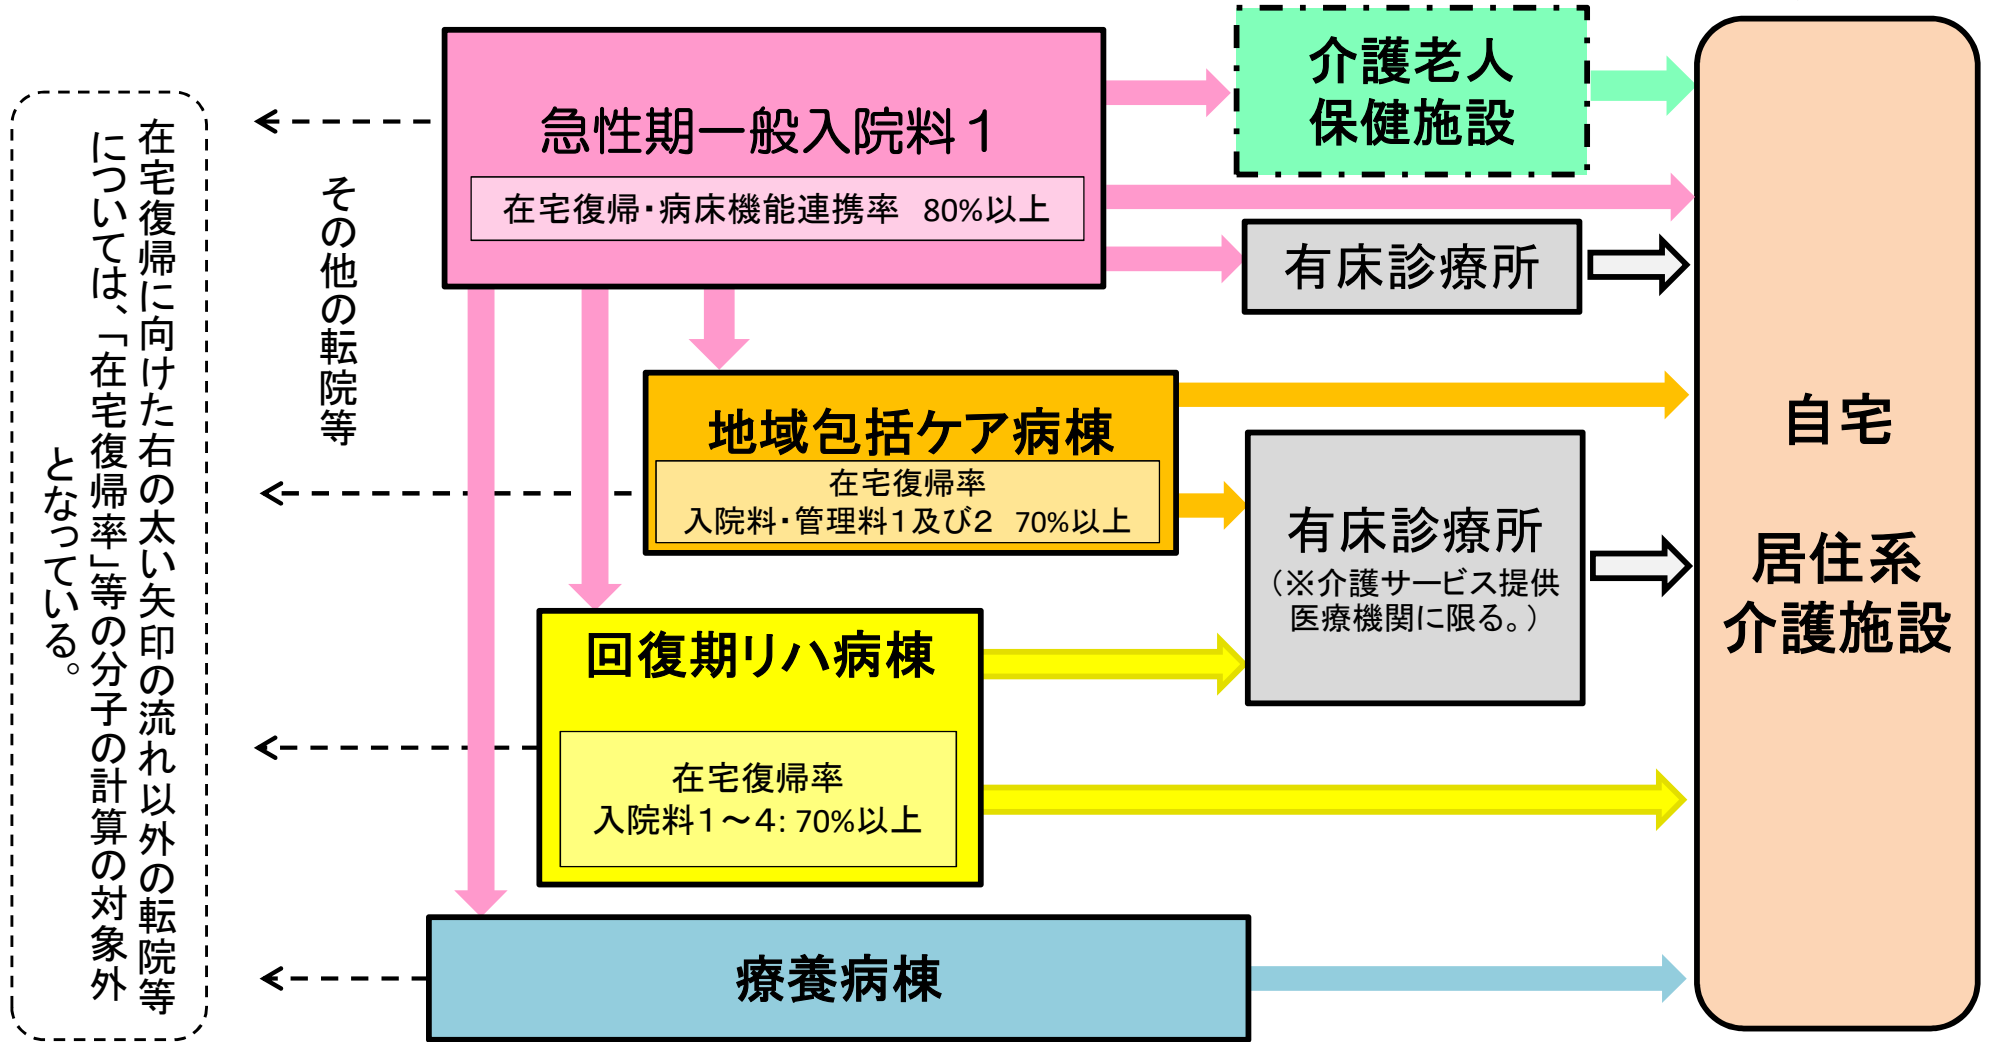 急性期一般入院料１
在宅復帰・病床機能連携率　80%以上
介護老人
保健施設
有床診療所
地域包括ケア病棟
在宅復帰率
入院料・管理料１及び２　70%以上
有床診療所
（※介護サービス提供
医療機関に限る。）
回復期リハ病棟
在宅復帰率
入院料１～４：70%以上
療養病棟
自宅
居住系
介護施設
その他の転院等
在宅復帰に向けた右の太い矢印の流れ以外の転院等
については、「在宅復帰率」等の分子の計算の対象外
となっている。